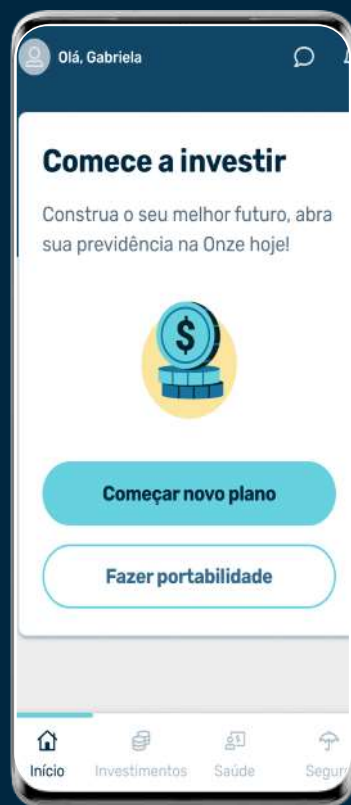 Olá, Gabriela
Comece a investir
Construa o seu melhor futuro, abra
sua previdência na Onze hoje!
$
Começar novo plano
Fazer portabilidade
Início
Investimentos
Saúde
Segur